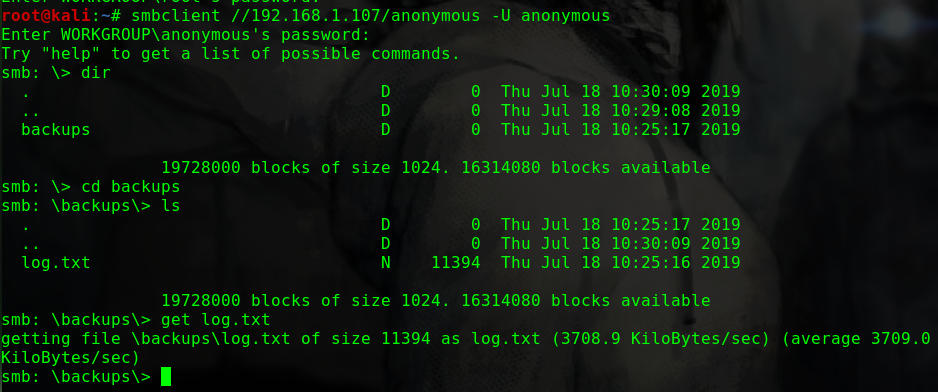 Enter WORKGROUP\root's password:
root@kali:~# smbclient //192.168.1.107/anonymous -U anonymous
Enter WORKGROUP\anonymous's password:
Try "help" to get a list of possible commands.
smb: \> dir
  .                                   D        0  Thu Jul 18 10:30:09 2019
  ..                                  D        0  Thu Jul 18 10:29:08 2019
  backups                             D        0  Thu Jul 18 10:25:17 2019
                19728000 blocks of size 1024. 16314080 blocks available
smb: \> cd backups
smb: \backups\> ls
  .                                   D        0  Thu Jul 18 10:25:17 2019
  ..                                  D        0  Thu Jul 18 10:30:09 2019
  log.txt                             N    11394  Thu Jul 18 10:25:16 2019
                19728000 blocks of size 1024. 16314080 blocks available
smb: \backups\> get log.txt
getting file \backups\log.txt of size 11394 as log.txt (3708.9 KiloBytes/sec) (average 3709.0
KiloBytes/sec)
smb: \backups\>